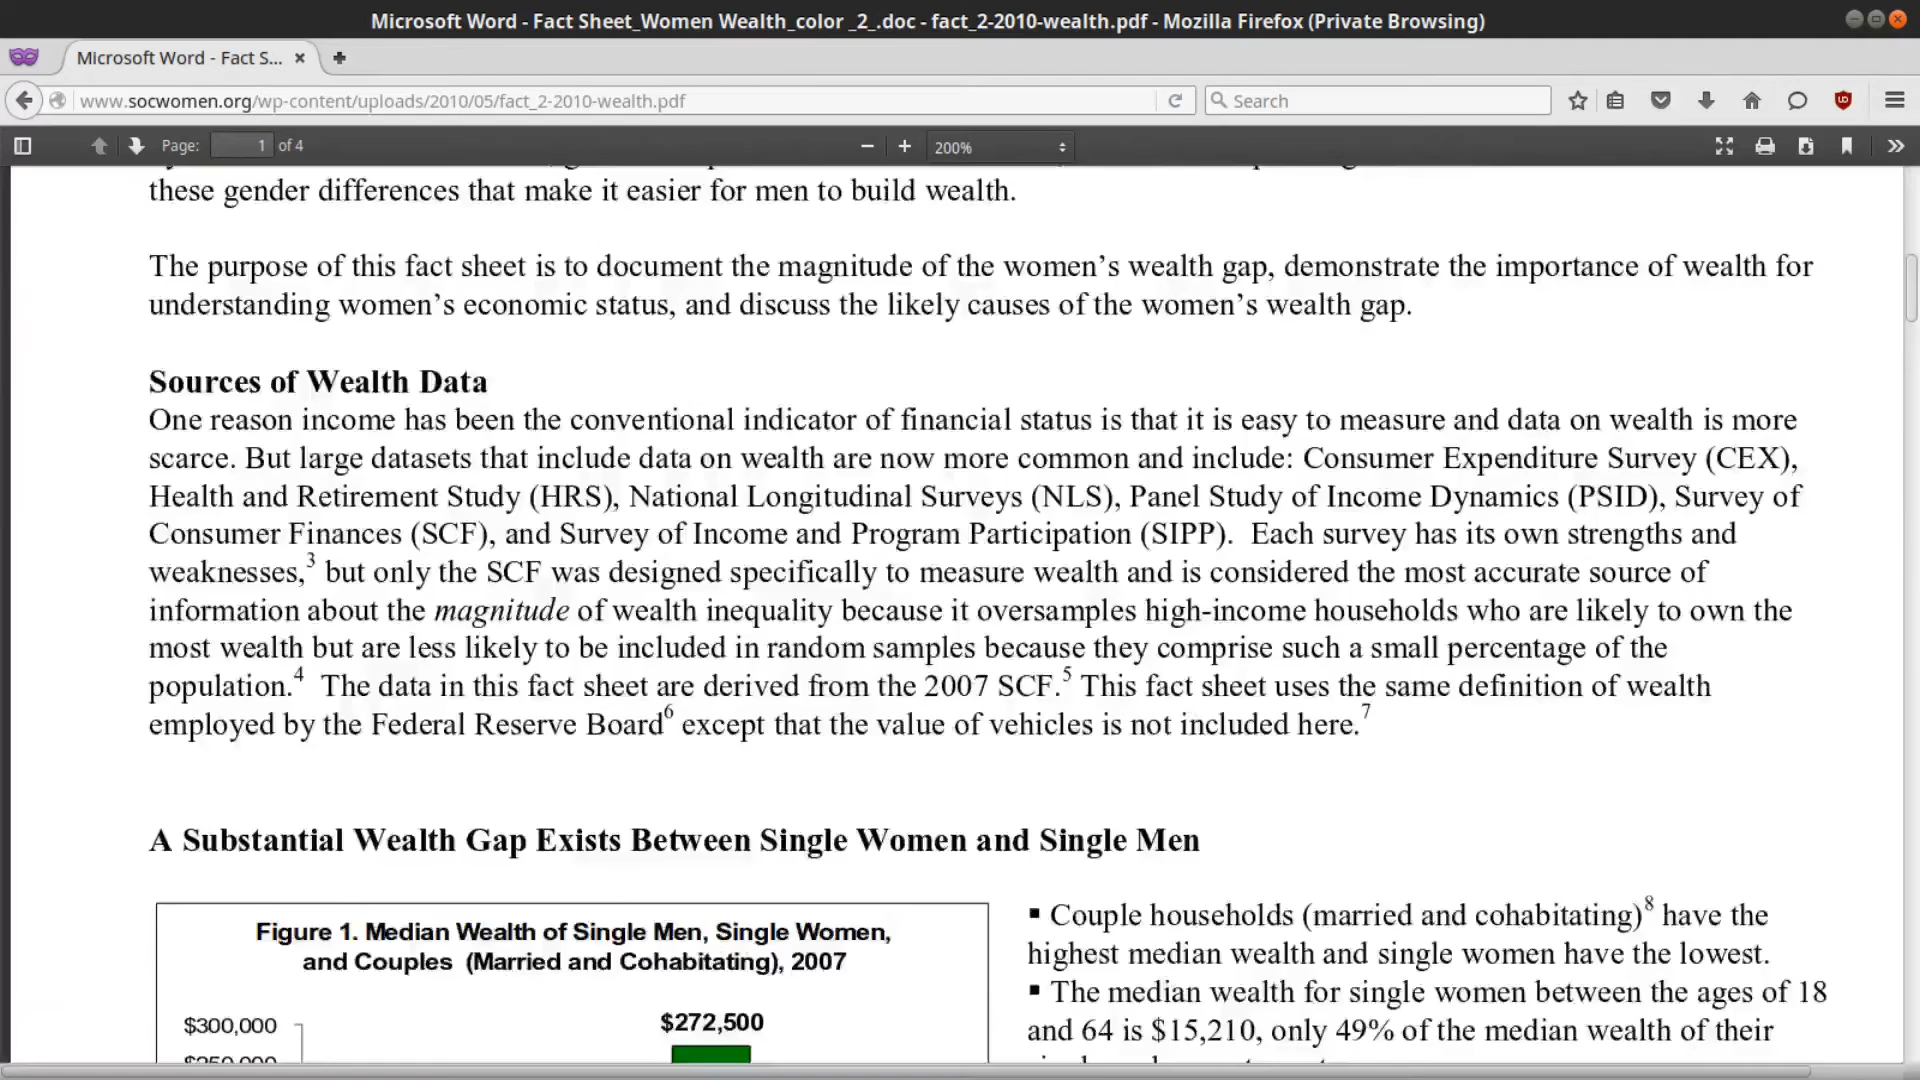 Microsoft Word - Fact Sheet_Women Wealth_color _2_.doc - fact_2-2010-wealth.pdf - Mozilla Firefox (Private Browsing)
Microsoft Word - Fact S...
www.socwomen.org/wp-content/uploads/2010/05/fact_2-2010-wealth.pdf
Search
Page: 1 of 4
200%
these gender differences that make it easier for men to build wealth.
The purpose of this fact sheet is to document the magnitude of the women’s wealth gap, demonstrate the importance of wealth for
understanding women’s economic status, and discuss the likely causes of the women’s wealth gap.
Sources of Wealth Data
One reason income has been the conventional indicator of financial status is that it is easy to measure and data on wealth is more
scarce. But large datasets that include data on wealth are now more common and include: Consumer Expenditure Survey (CEX),
Health and Retirement Study (HRS), National Longitudinal Surveys (NLS), Panel Study of Income Dynamics (PSID), Survey of
Consumer Finances (SCF), and Survey of Income and Program Participation (SIPP). Each survey has its own strengths and
weaknesses,3 but only the SCF was designed specifically to measure wealth and is considered the most accurate source of
information about the magnitude of wealth inequality because it oversamples high-income households who are likely to own the
most wealth but are less likely to be included in random samples because they comprise such a small percentage of the
population.4 The data in this fact sheet are derived from the 2007 SCF.5 This fact sheet uses the same definition of wealth
employed by the Federal Reserve Board6 except that the value of vehicles is not included here.7
A Substantial Wealth Gap Exists Between Single Women and Single Men
Figure 1. Median Wealth of Single Men, Single Women,
and Couples (Married and Cohabitating), 2007
$300,000
$272,500
$250,000
▪ Couple households (married and cohabitating)8 have the
highest median wealth and single women have the lowest.
▪ The median wealth for single women between the ages of 18
and 64 is $15,210, only 49% of the median wealth of their